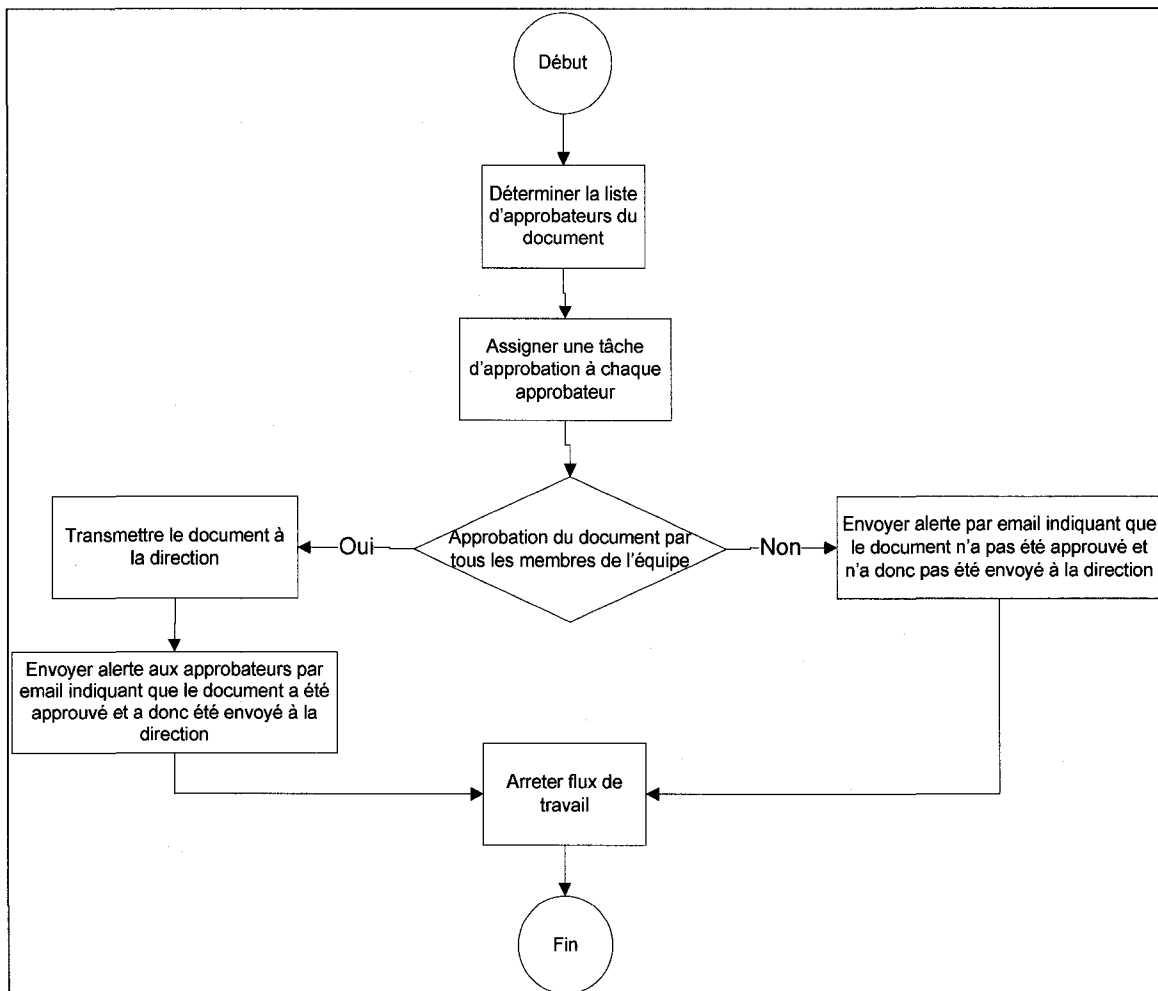 Début
Déterminer la liste
d'approbateurs du
document
Assigner une tâche
d'approbation à chaque
approbateur
Approbation du document par
tous les membres de l'équipe
Oui
Non
Transmettre le document à
la direction
Envoyer alerte par email indiquant que
le document n'a pas été approuvé et
n'a donc pas été envoyé à la direction
Envoyer alerte aux approbateurs par
email indiquant que le document a été
approuvé et a donc été envoyé à la
direction
Arreter flux de
travail
Fin